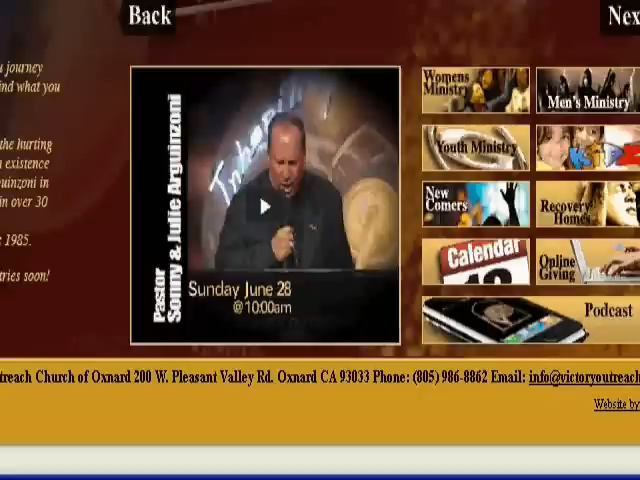 Back
Nex
journey
ind what you
the hurting
existence
uinzoni in
in over 30
1985.
tries soon!
Pastor
Sonny & Julie Arguinzoni
Sunday June 28
@ 10:00am
Womens
Ministry
Men's Ministry
Youth Ministry
KIDZ
New
Comers
Recovery
Homes
Calendar
Online
Giving
Podcast
treach Church of Oxnard 200 W. Pleasant Valley Rd. Oxnard CA 93033 Phone: (805) 986-8862 Email: info@victoryoutreach
Website by